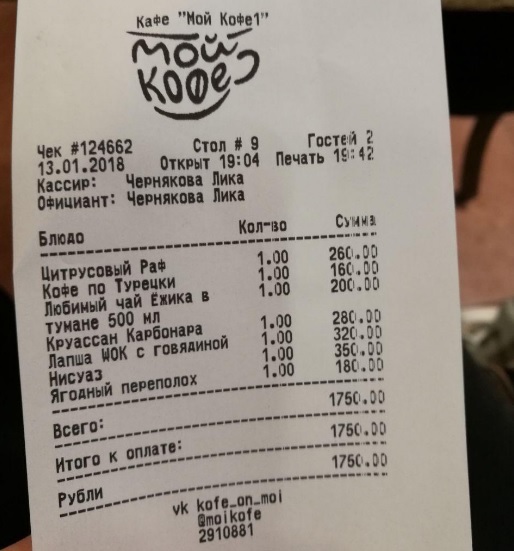 Кафе "Мой Кофе1"
мой
кофе
Чек #124662 Стол # 9 Гостей 2
13.01.2018 Открыт 19:04 Печать 19:42
Кассир: Чернякова Лика
Официант: Чернякова Лика
Блюдо Кол-во Сумма
Цитрусовый Раф 1.00 260.00
Кофе по Турецки 1.00 160.00
Любимый чай Ёжика в 1.00 200.00
тумане 500 мл
Круассан Карбонара 1.00 280.00
Лапша WOK с говядиной 1.00 320.00
Нисуаз 1.00 350.00
Ягодный переполох 1.00 180.00
Всего: 1750.00
Итого к оплате: 1750.00
Рубли 1750.00
vk kofe_on_moi
@moikofe
2910881